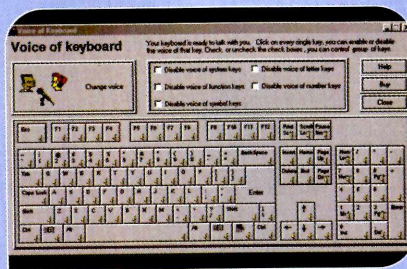 Voice of Keyboard
Voice of keyboard
Your keyboard is ready to talk with you. Click on every single key, you can enable or disable
the voice of that key. Check, or uncheck the check boxes, you can control group of keys.
Change voice
Disable voice of system keys
Disable voice of letter keys
Disable voice of function keys
Disable voice of number keys
Disable voice of symbol keys
Help
Buy
Close
Esc F1 F2 F3 F4 F5 F6 F7 F8 F9 F10 F11 F12
BackSpace
Insert Home Page Up
Tab Q W E R T Y U I O P
Delete End Page
Caps Lock A S D F G H J K L
Enter
Shift Z X C V B N M Shift
Ctrl Alt Alt Ctrl